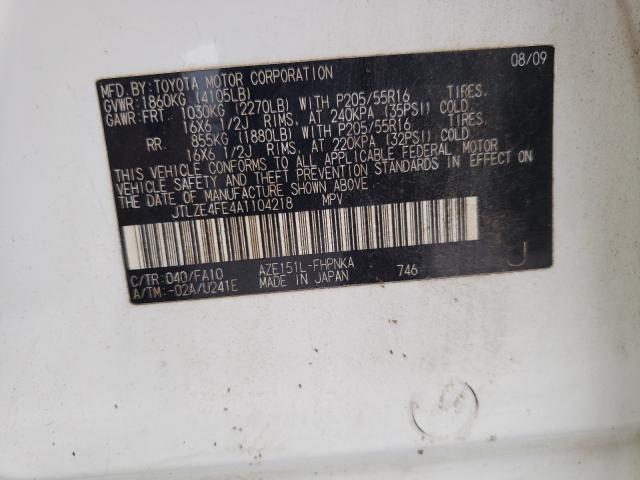 MFD. BY: TOYOTA MOTOR CORPORATION 08/09
GVWR: 1860KG (4105LB)
GAWR: FRT 1030KG (2270LB) WITH P205/55R16 TIRES,
16X6 1/2J RIMS, AT 240KPA (35PSI) COLD.
RR. 855KG (1880LB) WITH P205/55R16 TIRES,
16X6 1/2J RIMS, AT 220KPA (32PSI) COLD.
THIS VEHICLE CONFORMS TO ALL APPLICABLE FEDERAL MOTOR
VEHICLE SAFETY AND THEFT PREVENTION STANDARDS IN EFFECT ON
THE DATE OF MANUFACTURE SHOWN ABOVE.
JTLZE4FE4A1104218 MPV
C/TR: 040/FA10 AZE151L-FHPNKA 746 J
A/TM: -02A/U241E MADE IN JAPAN